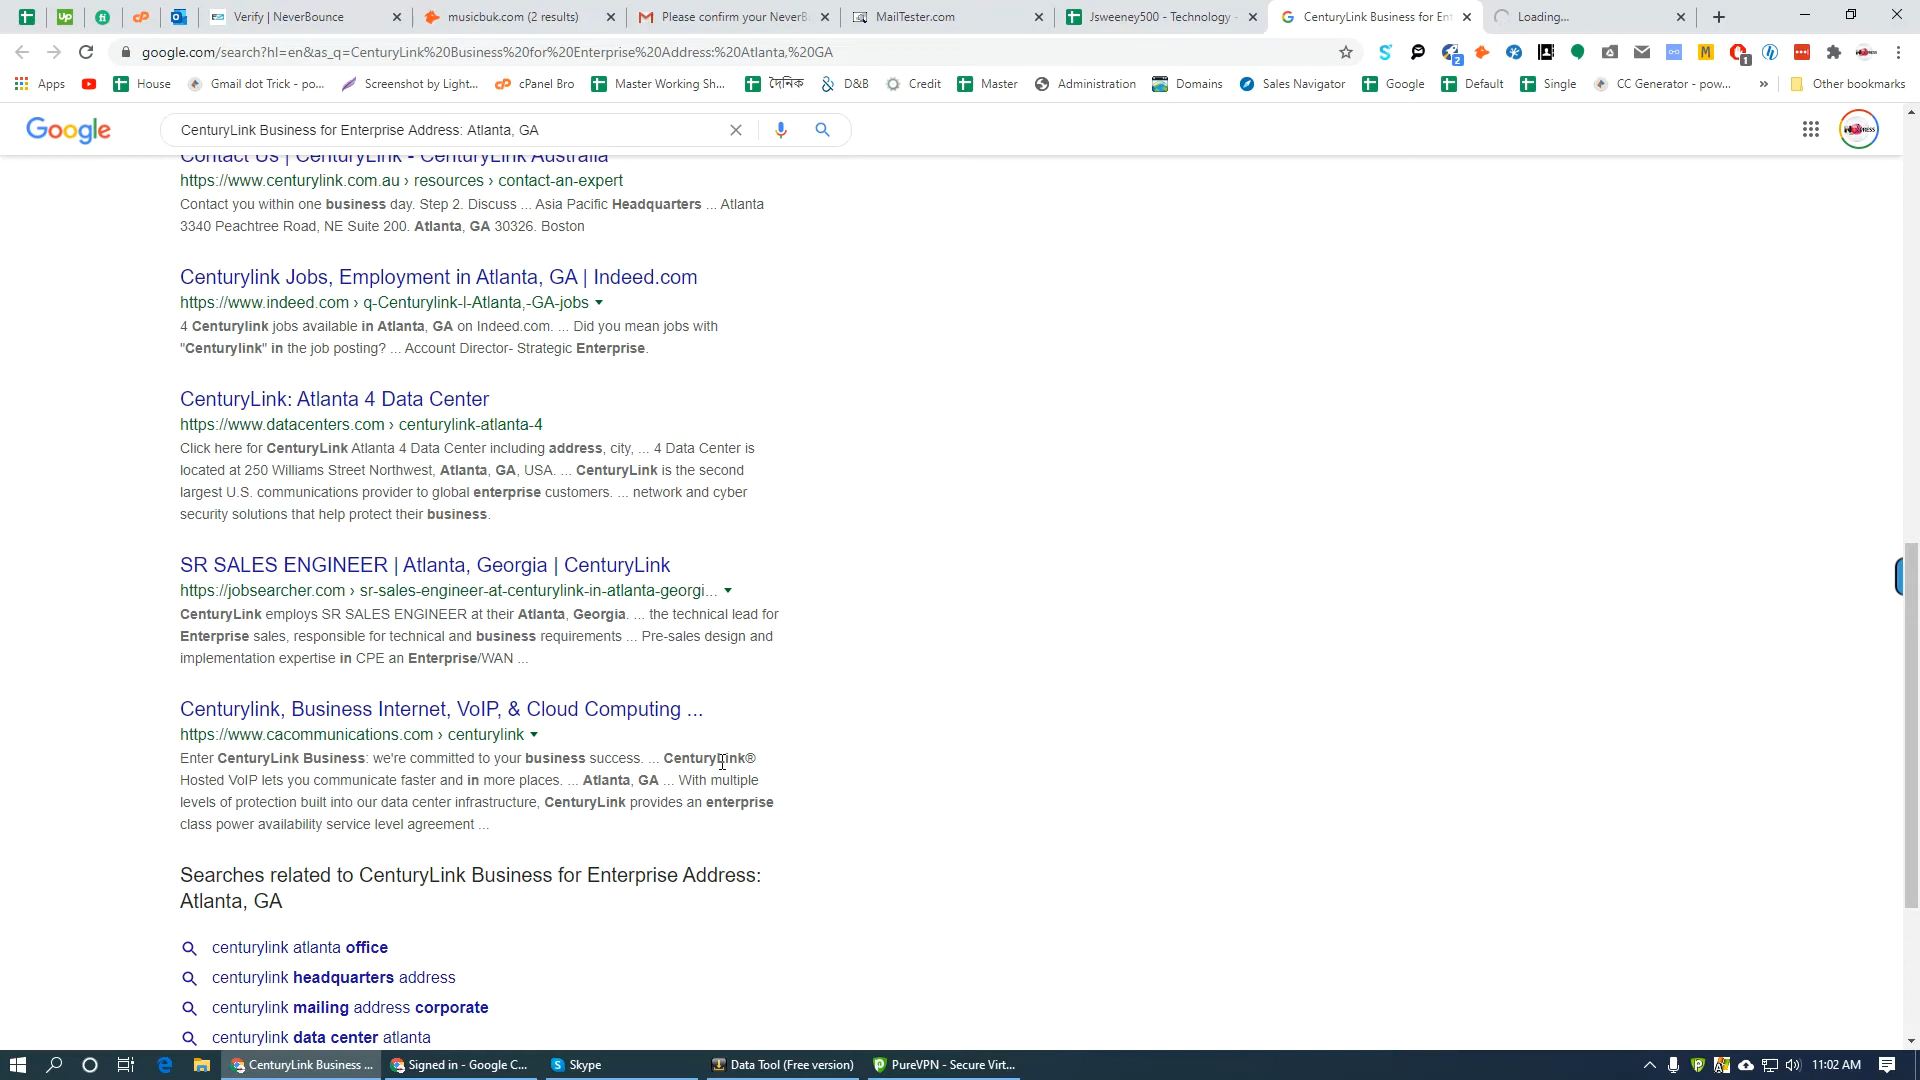 Verify | NeverBounce
musicbuk.com (2 results)
Please confirm your NeverB
MailTester.com
Jsweeney500 - Technology -
CenturyLink Business for Ent
Loading...
google.com/search?hl=en&as_q=CenturyLink%20Business%20for%20Enterprise%20Address:%20Atlanta,%20GA
Apps
House
Gmail dot Trick - po...
Screenshot by Light...
cPanel Bro
Master Working Sh...
দৈনিক
D&B
Credit
Master
Administration
Domains
Sales Navigator
Google
Default
Single
CC Generator - pow...
»
Other bookmarks
Google
CenturyLink Business for Enterprise Address: Atlanta, GA
Contact Us | CenturyLink - CenturyLink Australia
https://www.centurylink.com.au › resources › contact-an-expert
Contact you within one business day. Step 2. Discuss ... Asia Pacific Headquarters ... Atlanta
3340 Peachtree Road, NE Suite 200. Atlanta, GA 30326. Boston
Centurylink Jobs, Employment in Atlanta, GA | Indeed.com
https://www.indeed.com › q-Centurylink-l-Atlanta,-GA-jobs
4 Centurylink jobs available in Atlanta, GA on Indeed.com. ... Did you mean jobs with
"Centurylink" in the job posting? ... Account Director- Strategic Enterprise.
CenturyLink: Atlanta 4 Data Center
https://www.datacenters.com › centurylink-atlanta-4
Click here for CenturyLink Atlanta 4 Data Center including address, city, ... 4 Data Center is
located at 250 Williams Street Northwest, Atlanta, GA, USA. ... CenturyLink is the second
largest U.S. communications provider to global enterprise customers. ... network and cyber
security solutions that help protect their business.
SR SALES ENGINEER | Atlanta, Georgia | CenturyLink
https://jobsearcher.com › sr-sales-engineer-at-centurylink-in-atlanta-georgi...
CenturyLink employs SR SALES ENGINEER at their Atlanta, Georgia. ... the technical lead for
Enterprise sales, responsible for technical and business requirements ... Pre-sales design and
implementation expertise in CPE an Enterprise/WAN ...
Centurylink, Business Internet, VoIP, & Cloud Computing ...
https://www.cacommunications.com › centurylink
Enter CenturyLink Business: we're committed to your business success. ... CenturyLink®
Hosted VoIP lets you communicate faster and in more places. ... Atlanta, GA ... With multiple
levels of protection built into our data center infrastructure, CenturyLink provides an enterprise
class power availability service level agreement ...
Searches related to CenturyLink Business for Enterprise Address:
Atlanta, GA
centurylink atlanta office
centurylink headquarters address
centurylink mailing address corporate
centurylink data center atlanta
CenturyLink Business ...
Signed in - Google C...
Skype
Data Tool (Free version)
PureVPN - Secure Virt...
11:02 AM